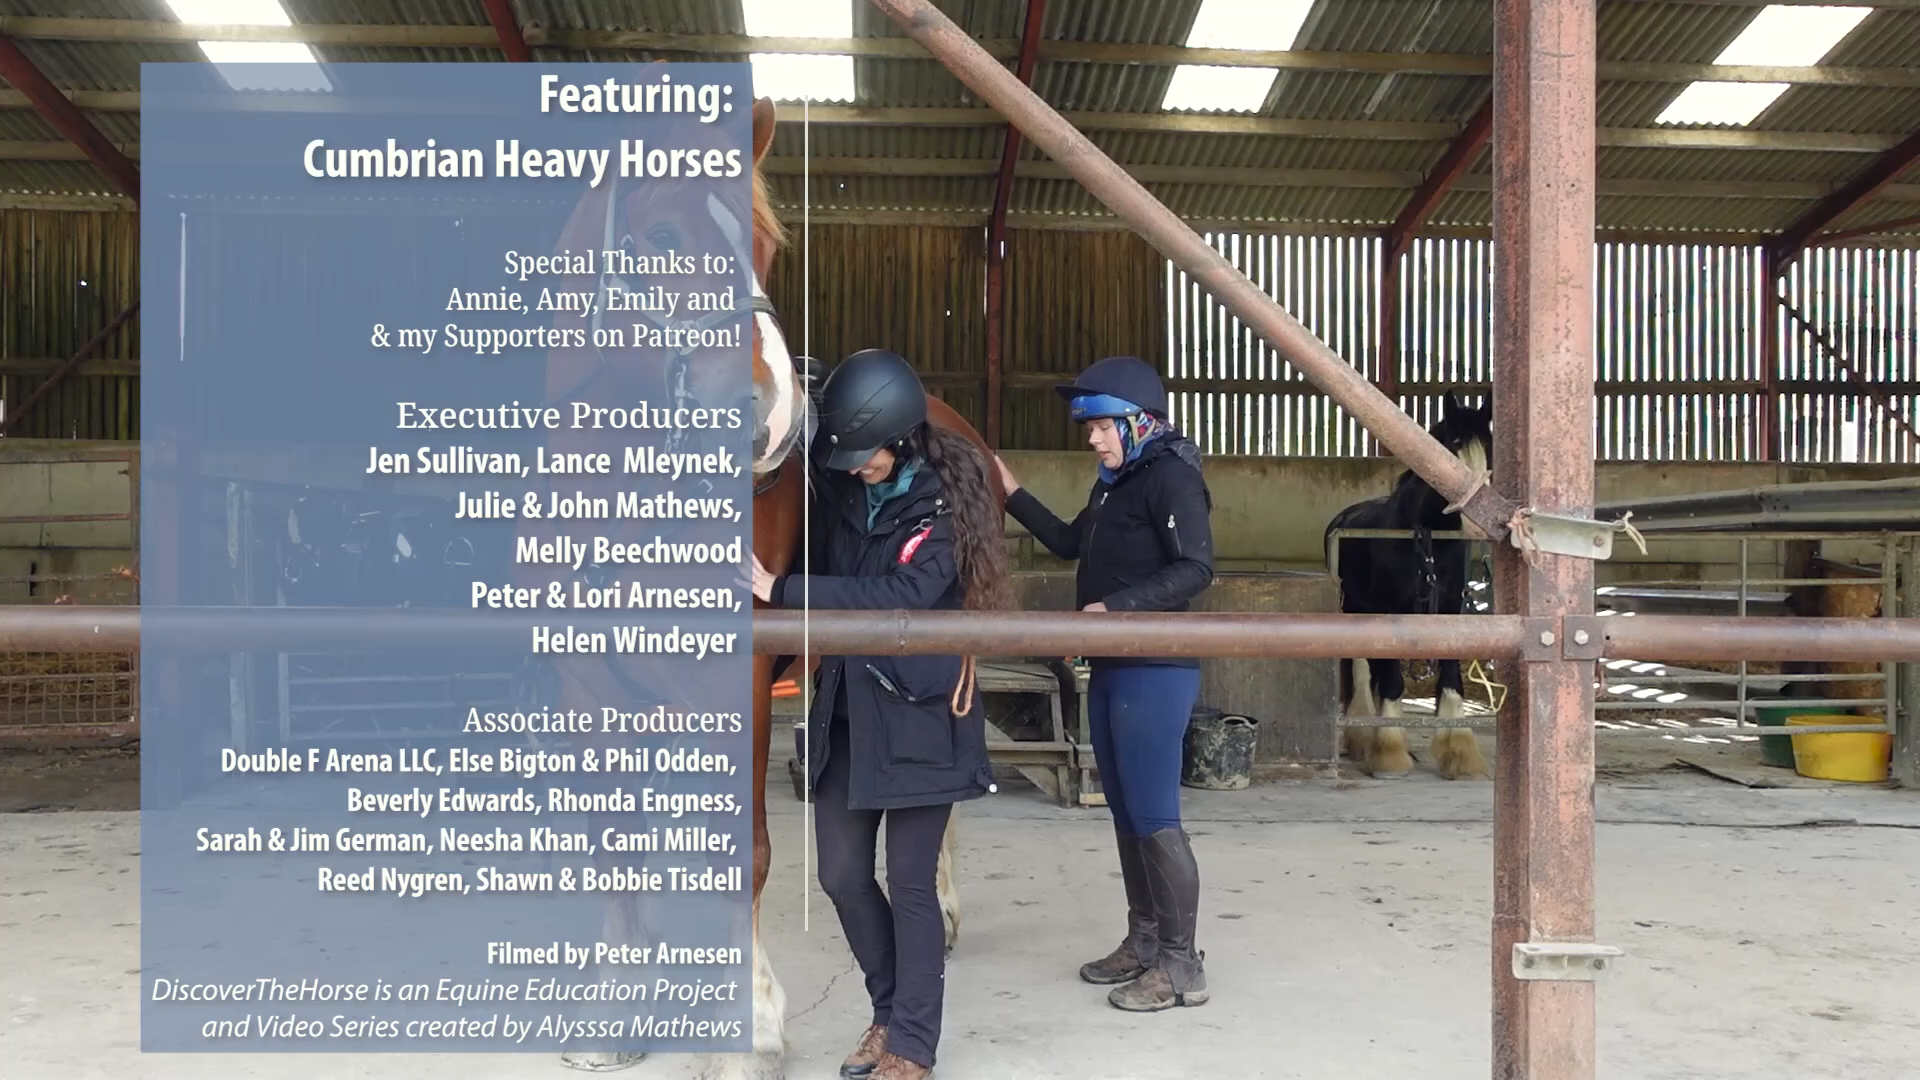 Featuring:
Cumbrian Heavy Horses
Special Thanks to:
Annie, Amy, Emily and
& my Supporters on Patreon!
Executive Producers
Jen Sullivan, Lance Mleynek,
Julie & John Mathews,
Melly Beechwood
Peter & Lori Arnesen,
Helen Windeyer
Associate Producers
Double F Arena LLC, Else Bigton & Phil Odden,
Beverly Edwards, Rhonda Engness,
Sarah & Jim German, Neesha Khan, Cami Miller,
Reed Nygren, Shawn & Bobbie Tisdell
Filmed by Peter Arnesen
DiscoverTheHorse is an Equine Education Project
and Video Series created by Alysssa Mathews